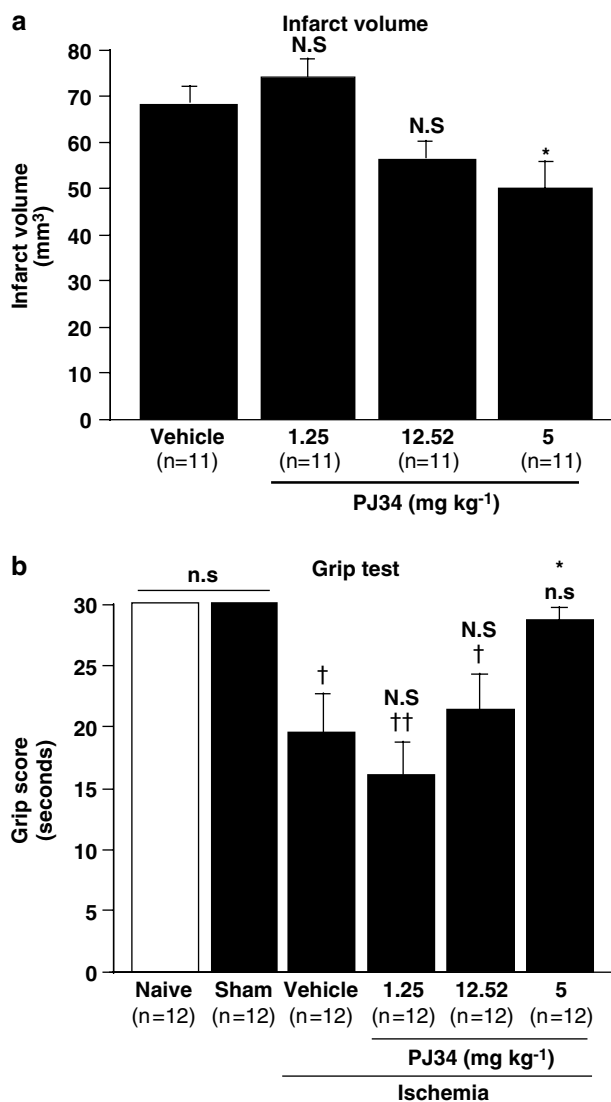 a
Infarct volume
N.S
N.S
*
80
70
60
50
40
30
20
10
0
Infarct volume
(mm³)
Vehicle 1.25 12.52 5
(n=11) (n=11) (n=11) (n=11)
PJ34 (mg kg⁻¹)
b
Grip test
n.s
*
n.s
N.S
†
†
N.S
††
30
25
20
15
10
5
0
Grip score
(seconds)
Naive Sham Vehicle 1.25 12.52 5
(n=12) (n=12) (n=12) (n=12) (n=12) (n=12)
PJ34 (mg kg⁻¹)
Ischemia